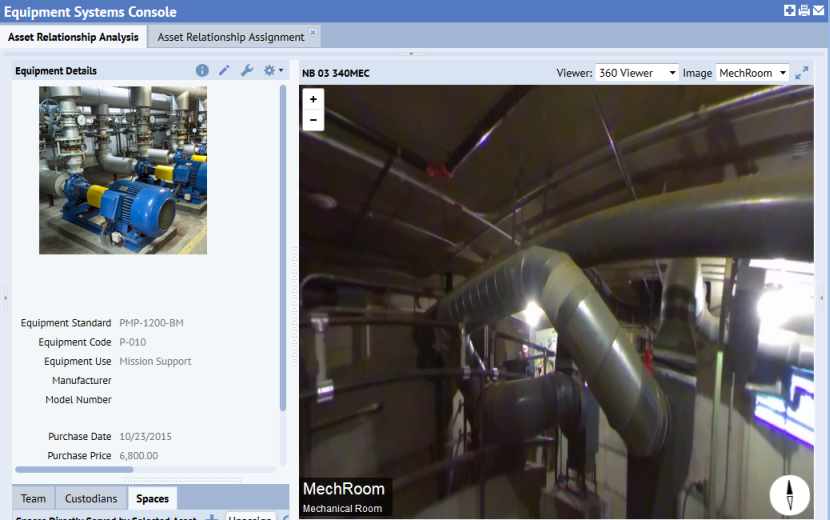 Equipment Systems Console
Asset Relationship Analysis
Asset Relationship Assignment
Equipment Details
NB 03 340MEC
Viewer: 360 Viewer Image MechRoom
+
−
Equipment Standard PMP-1200-BM
Equipment Code P-010
Equipment Use Mission Support
Manufacturer
Model Number
Purchase Date 10/23/2015
Purchase Price 6,800.00
MechRoom
Mechanical Room
Team Custodians Spaces
Spaces Directly Served by Selected Asset Unassign